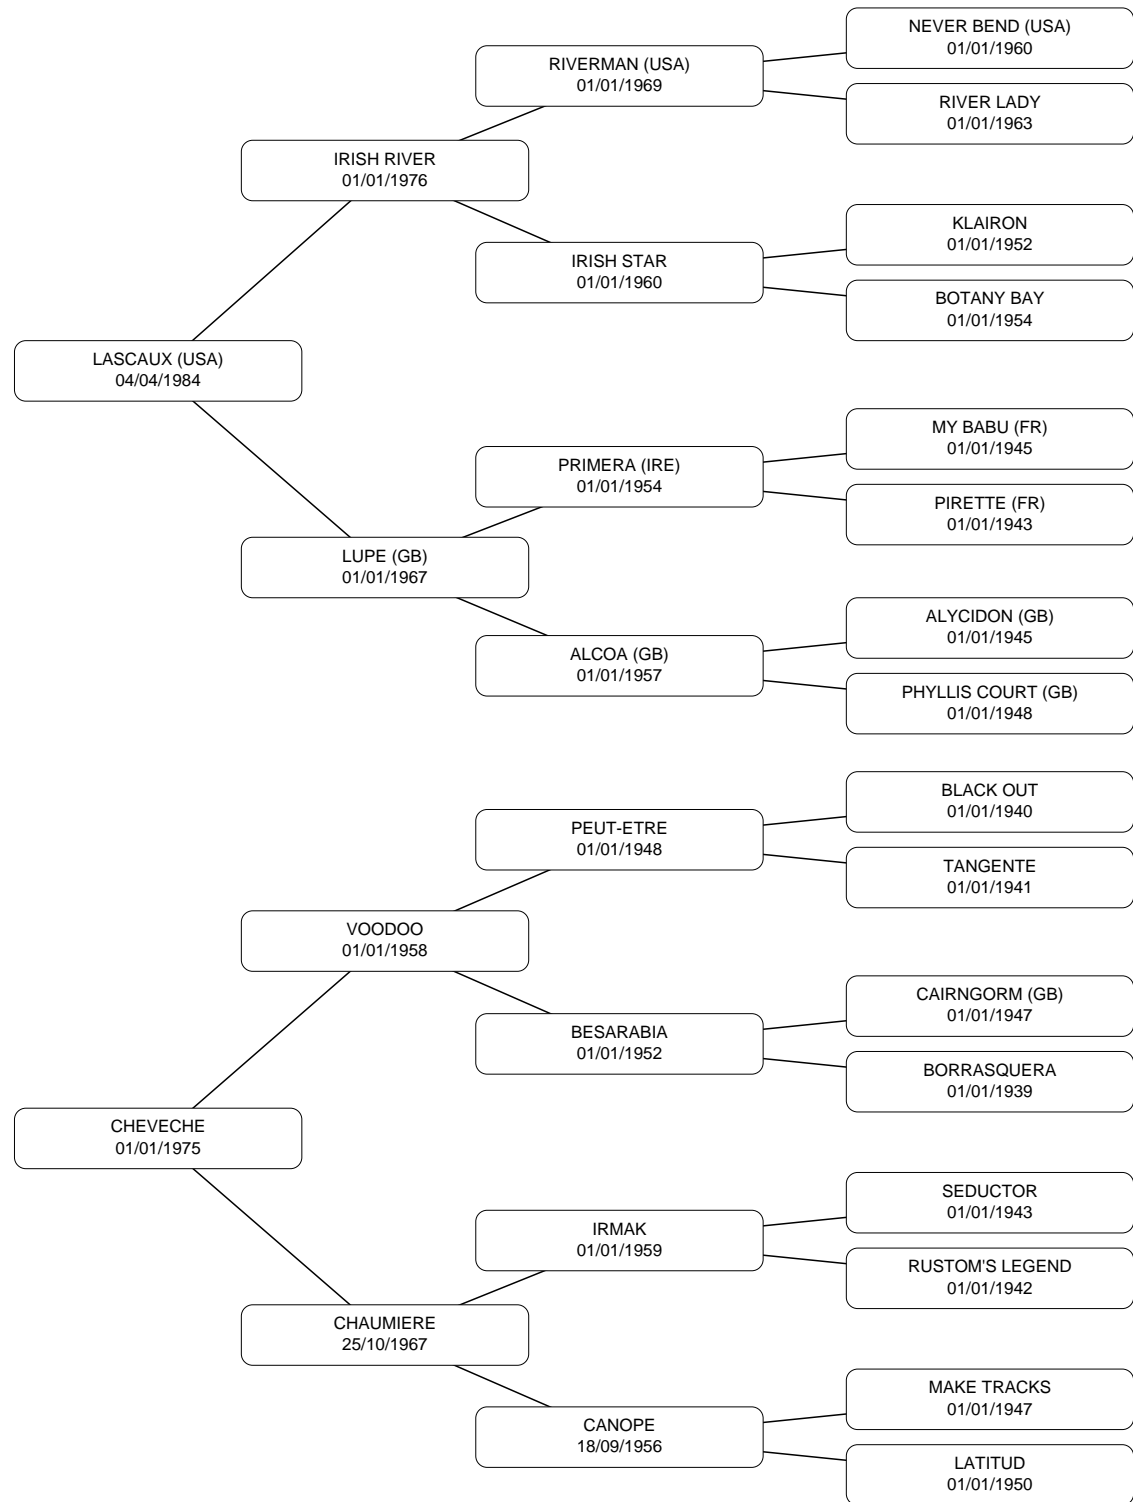 NEVER BEND (USA)
01/01/1960
RIVERMAN (USA)
01/01/1969
RIVER LADY
01/01/1963
IRISH RIVER
01/01/1976
KLAIRON
01/01/1952
IRISH STAR
01/01/1960
BOTANY BAY
01/01/1954
LASCAUX (USA)
04/04/1984
MY BABU (FR)
01/01/1945
PRIMERA (IRE)
01/01/1954
PIRETTE (FR)
01/01/1943
LUPE (GB)
01/01/1967
ALYCIDON (GB)
01/01/1945
ALCOA (GB)
01/01/1957
PHYLLIS COURT (GB)
01/01/1948
BLACK OUT
01/01/1940
PEUT-ETRE
01/01/1948
TANGENTE
01/01/1941
VOODOO
01/01/1958
CAIRNGORM (GB)
01/01/1947
BESARABIA
01/01/1952
BORRASQUERA
01/01/1939
CHEVECHE
01/01/1975
SEDUCTOR
01/01/1943
IRMAK
01/01/1959
RUSTOM'S LEGEND
01/01/1942
CHAUMIERE
25/10/1967
MAKE TRACKS
01/01/1947
CANOPE
18/09/1956
LATITUD
01/01/1950